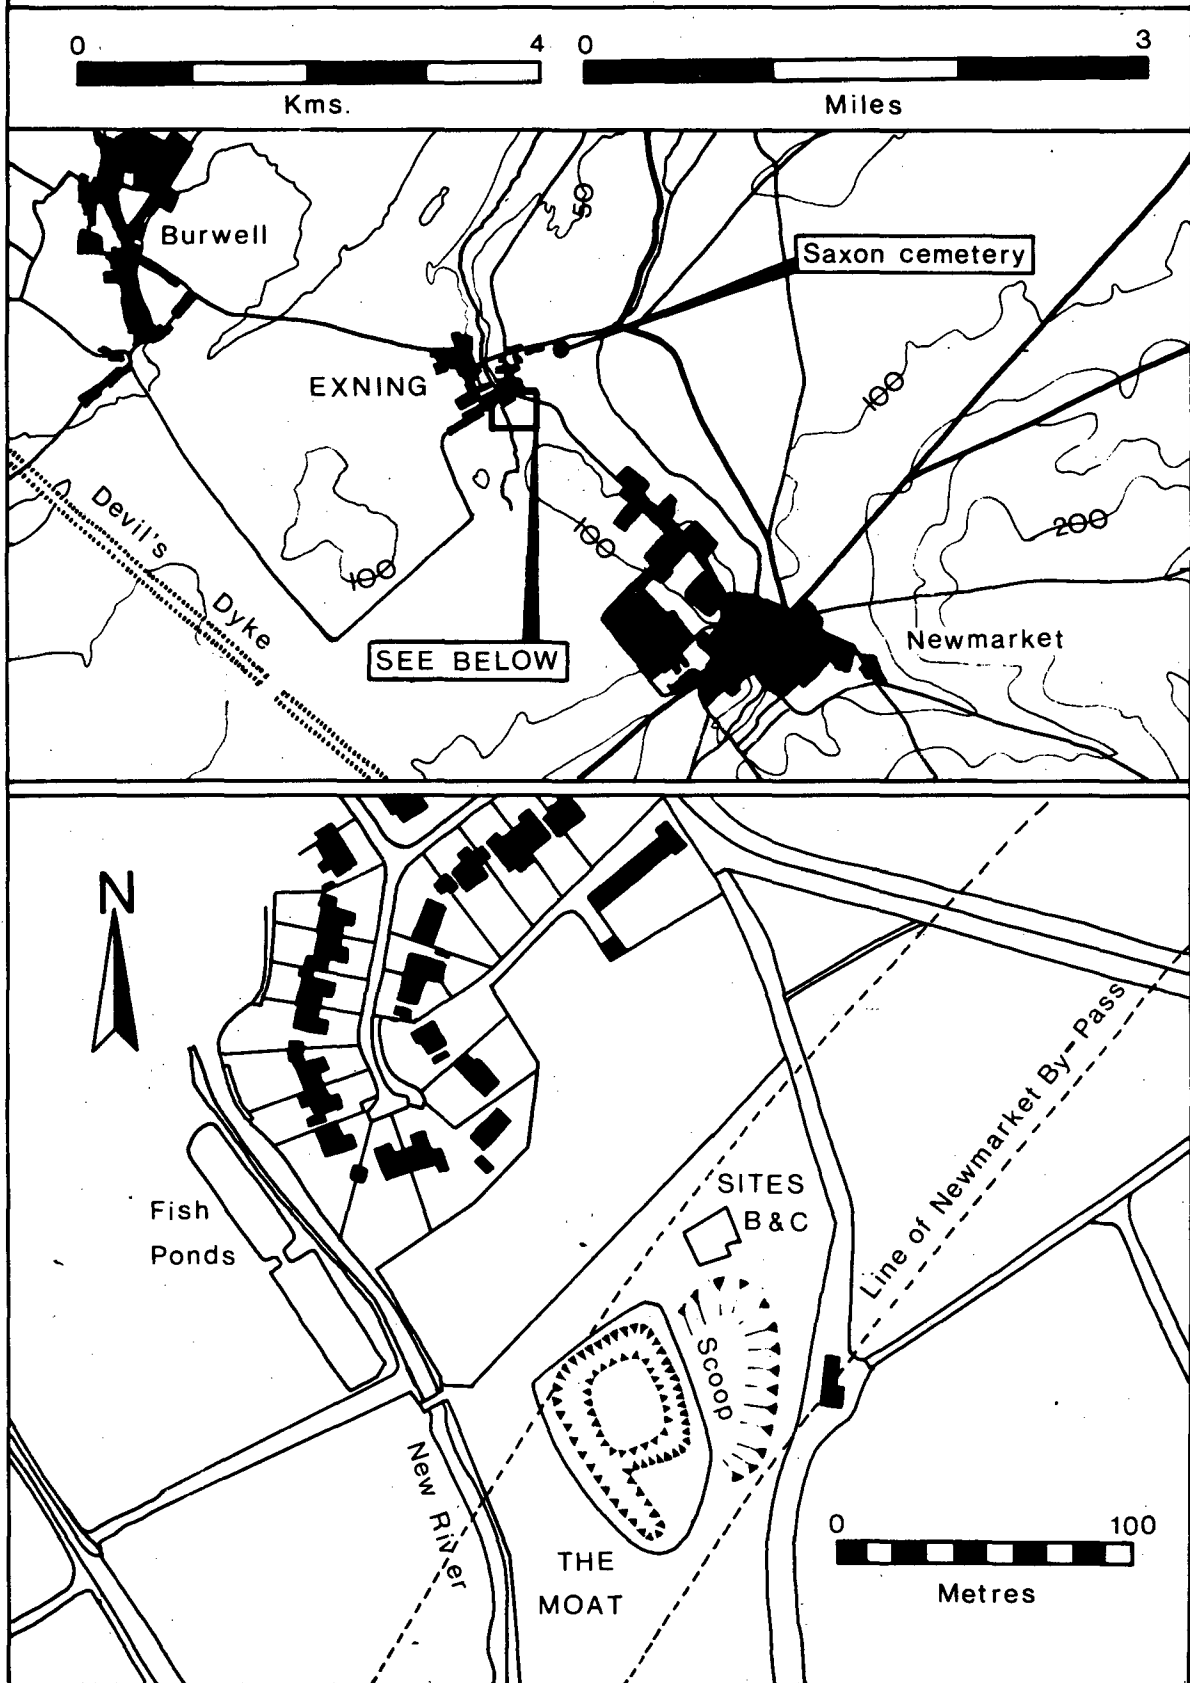 0 4 0 3
Kms. Miles
Burwell
50
Saxon cemetery
EXNING
100
Devil's Dyke
100
100
200
SEE BELOW
Newmarket
N
Line of Newmarket By-Pass
SITES
B & C
Fish
Ponds
Scoop
New River
THE
MOAT
0 100
Metres